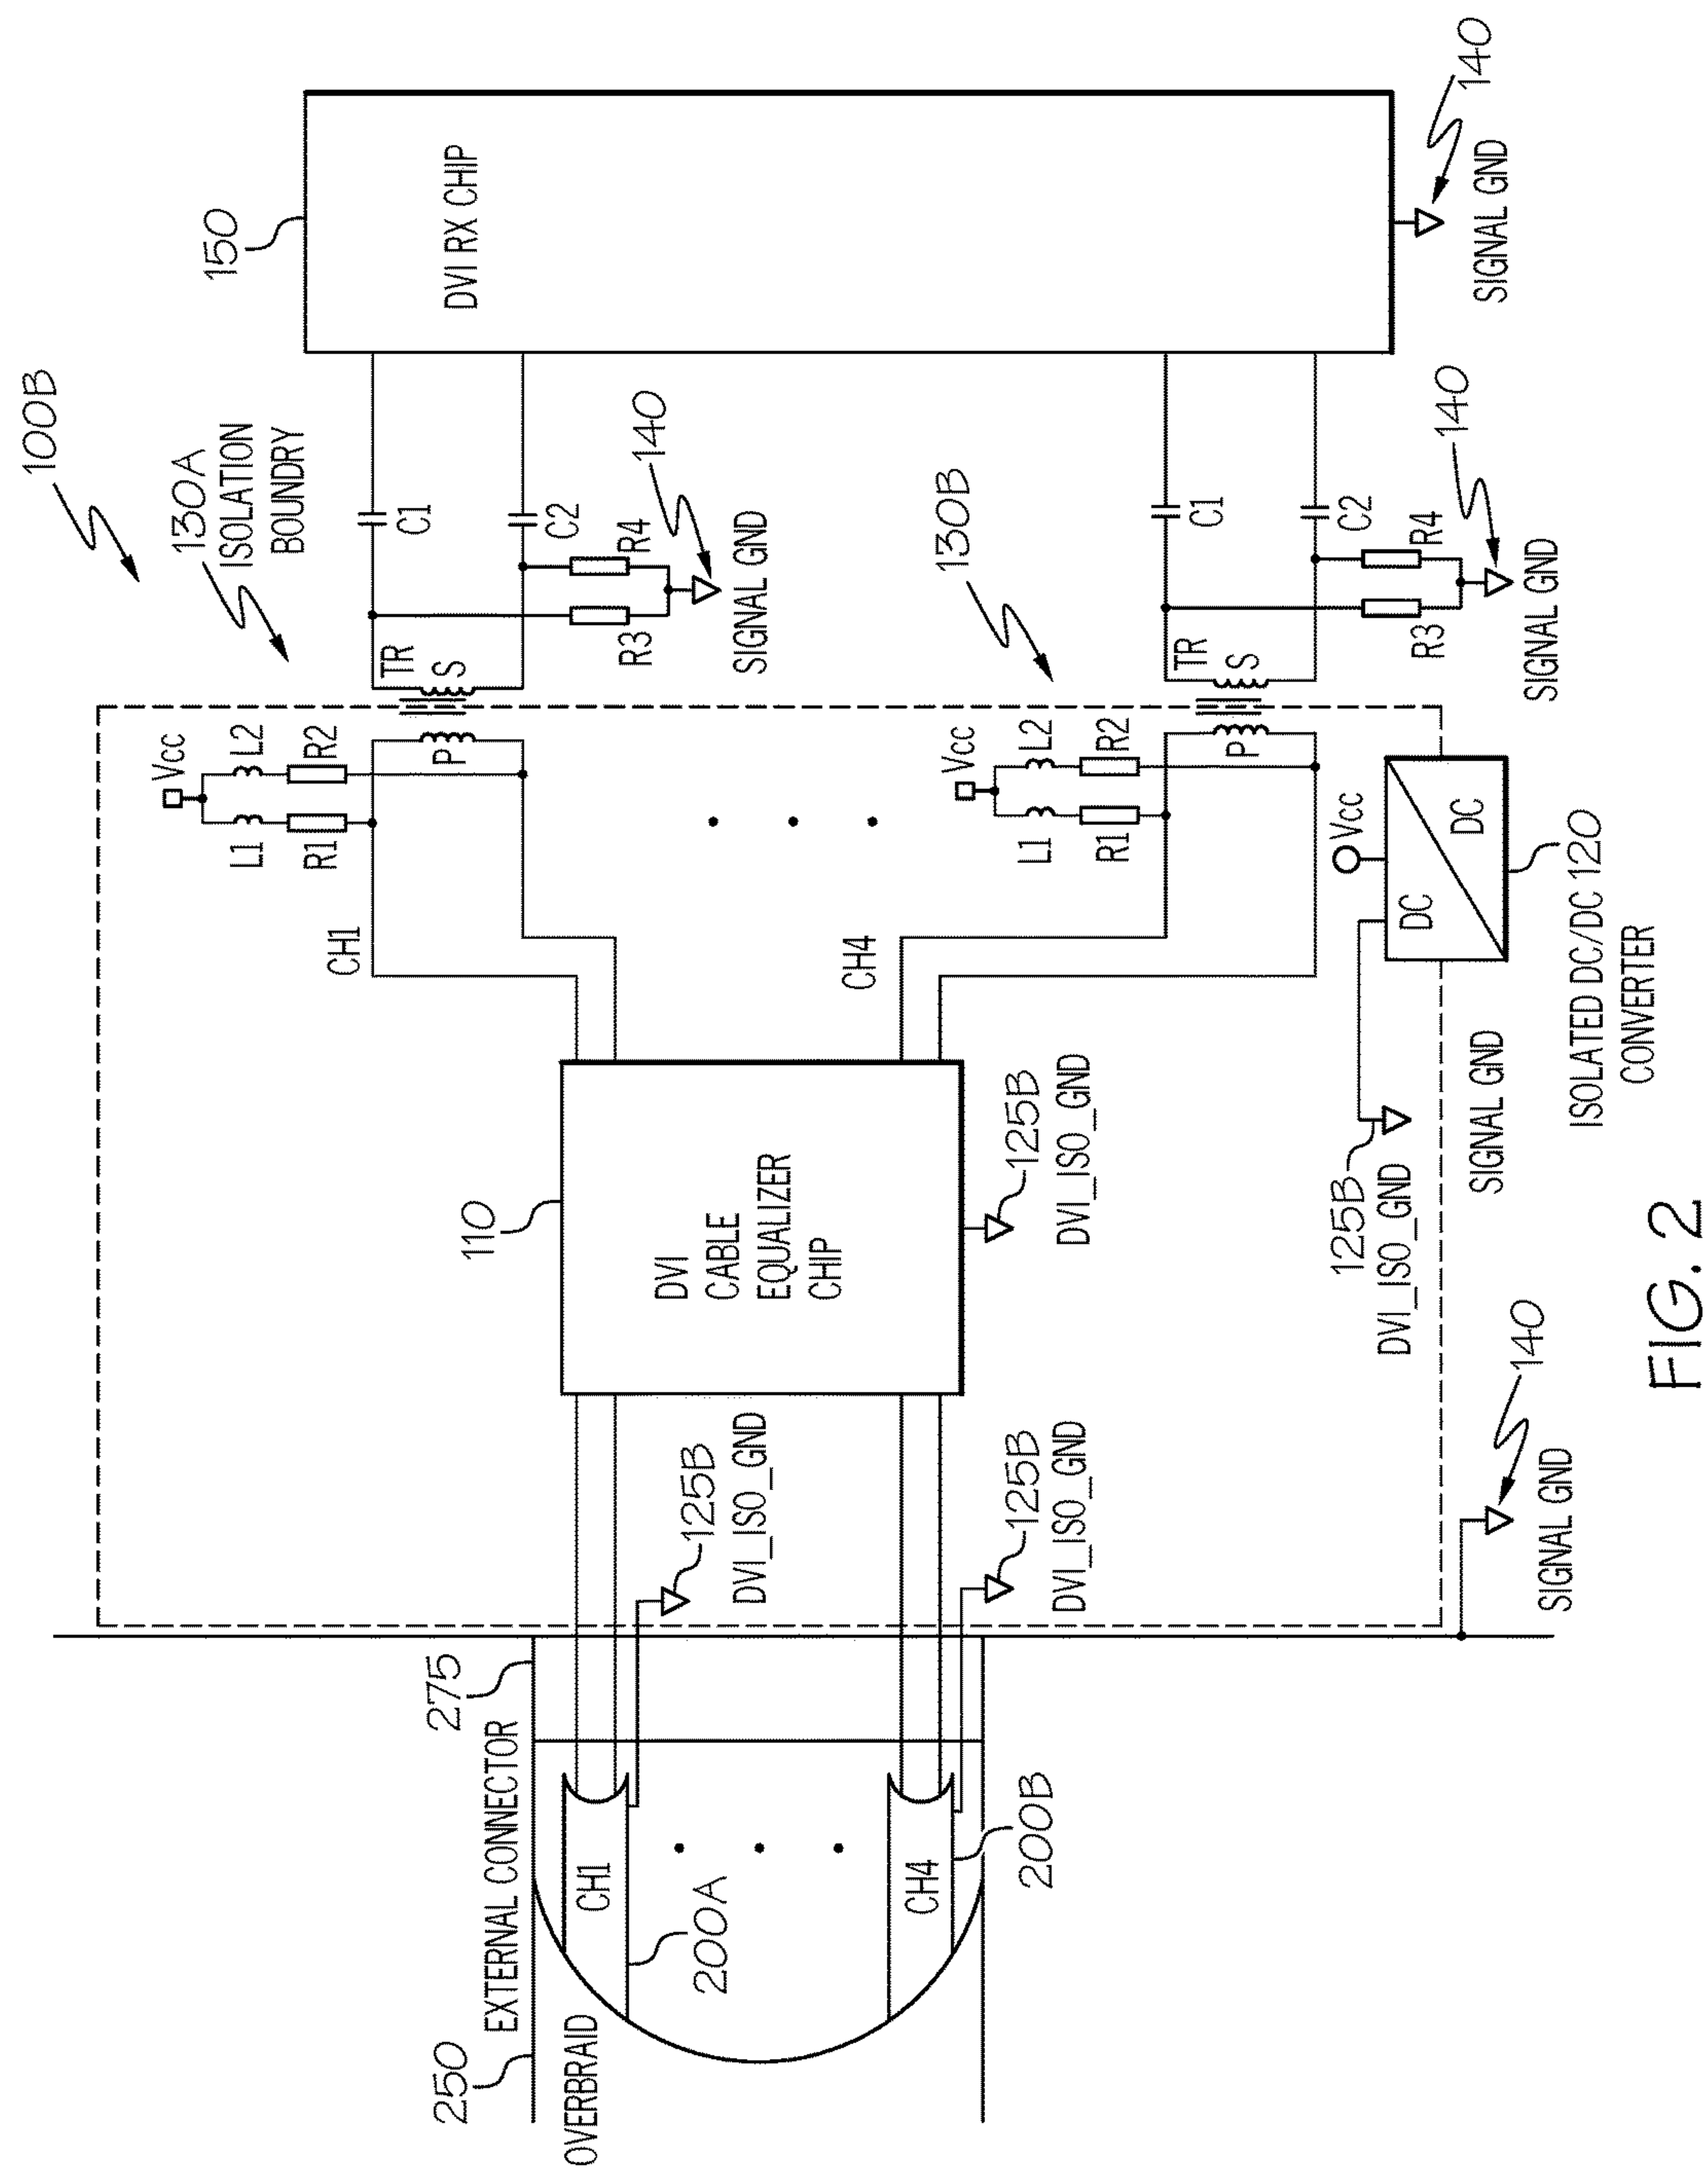 100B
130A
ISOLATION
BOUNDRY
150
DVI RX CHIP
C1
C2
R3
R4
140
SIGNAL GND
TR
S
P
Vcc
L1
L2
R1
R2
CH1
130B
C1
C2
R3
R4
140
SIGNAL GND
TR
S
P
Vcc
L1
L2
R1
R2
CH4
140
SIGNAL GND
110
DVI
CABLE
EQUALIZER
CHIP
125B
DVI_ISO_GND
Vcc
DC
DC
125B
DVI_ISO_GND
SIGNAL GND
ISOLATED DC/DC 120
CONVERTER
250
EXTERNAL CONNECTOR
275
OVERBRAID
CH1
200A
125B
DVI_ISO_GND
CH4
200B
125B
DVI_ISO_GND
140
SIGNAL GND
FIG. 2